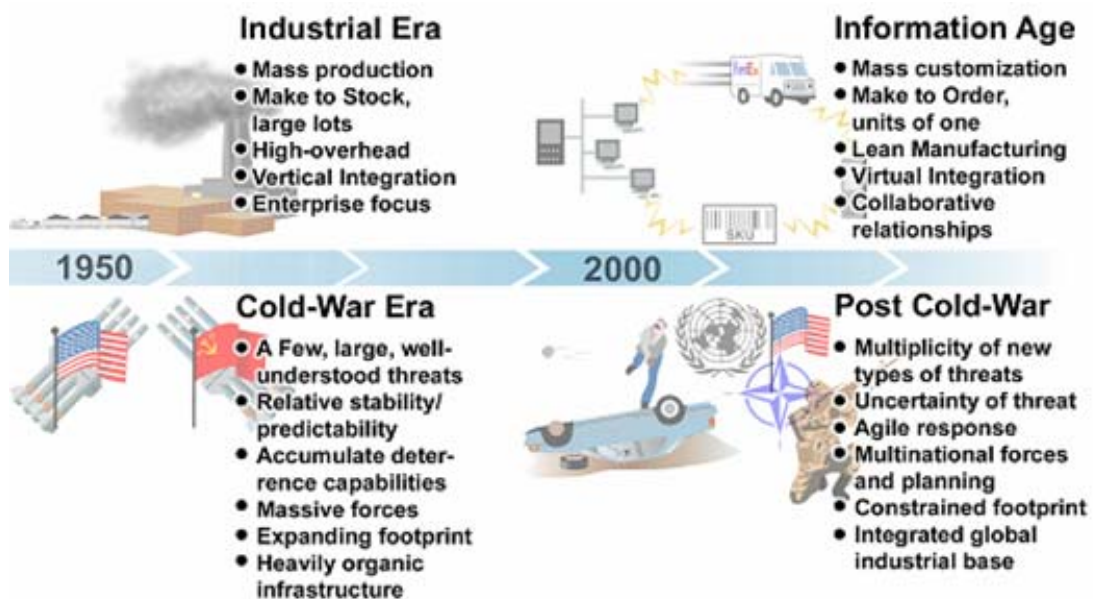 Industrial Era
• Mass production
• Make to Stock,
large lots
• High-overhead
• Vertical Integration
• Enterprise focus
Information Age
• Mass customization
• Make to Order,
units of one
• Lean Manufacturing
• Virtual Integration
• Collaborative
relationships
FedEx
SKU
1950
2000
Cold-War Era
• A Few, large, well-
understood threats
• Relative stability/
predictability
• Accumulate deter-
rence capabilities
• Massive forces
• Expanding footprint
• Heavily organic
infrastructure
Post Cold-War
• Multiplicity of new
types of threats
• Uncertainty of threat
• Agile response
• Multinational forces
and planning
• Constrained footprint
• Integrated global
industrial base